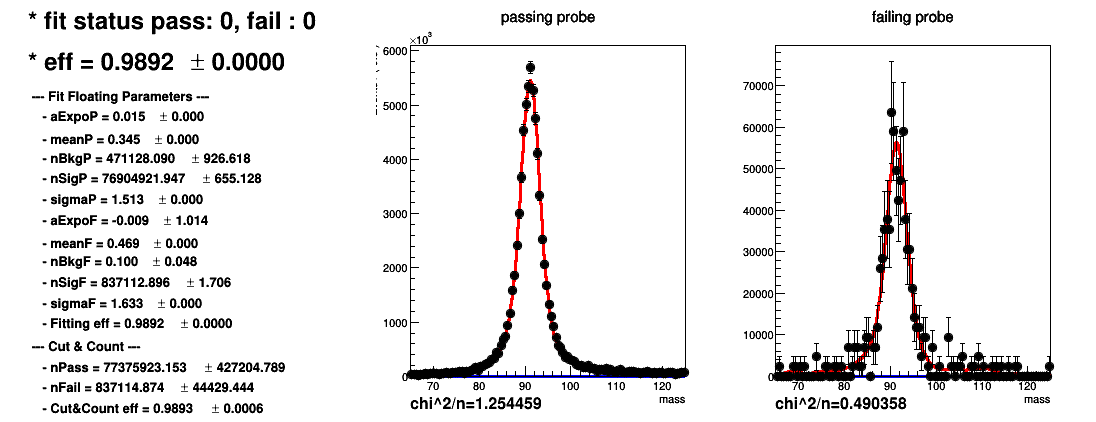 * fit status pass: 0, fail : 0
* eff = 0.9892 ± 0.0000
--- Fit Floating Parameters ---
- aExpoP = 0.015 ± 0.000
- meanP = 0.345 ± 0.000
- nBkgP = 471128.090 ± 926.618
- nSigP = 76904921.947 ± 655.128
- sigmaP = 1.513 ± 0.000
- aExpoF = -0.009 ± 1.014
- meanF = 0.469 ± 0.000
- nBkgF = 0.100 ± 0.048
- nSigF = 837112.896 ± 1.706
- sigmaF = 1.633 ± 0.000
- Fitting eff = 0.9892 ± 0.0000
--- Cut & Count ---
- nPass = 77375923.153 ± 427204.789
- nFail = 837114.874 ± 44429.444
- Cut&Count eff = 0.9893 ± 0.0006
passing probe
×10³
6000
5000
4000
3000
2000
1000
0
70 80 90 100 110 120
mass
chi^2/n=1.254459
failing probe
70000
60000
50000
40000
30000
20000
10000
0
70 80 90 100 110 120
mass
chi^2/n=0.490358